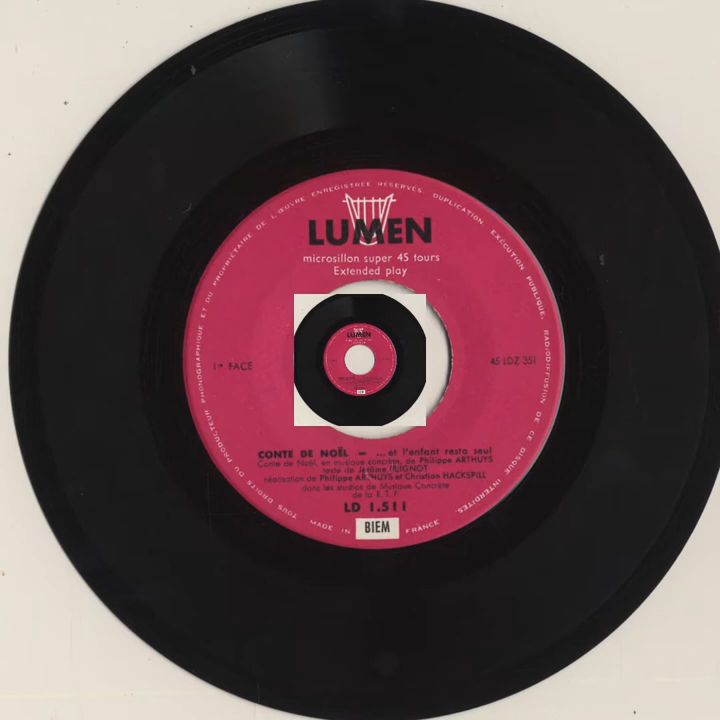 TOUS DROITS DU PRODUCTEUR PHONOGRAPHIQUE ET DU PROPRIÉTAIRE DE L'ŒUVRE ENREGISTRÉE RÉSERVÉS. DUPLICATION, EXÉCUTION PUBLIQUE, RADIODIFFUSION DE CE DISQUE INTERDITES.
LUMEN
microsillon super 45 tours
Extended play
LUMEN
1re FACE
45 LDZ 351
CONTE DE NOËL — ...et l'enfant resta seul
Conte de Noël, en musique concrète, de Philippe ARTHUYS
texte de Jérôme PEIGNOT
réalisation de Philippe ARTHUYS et Christian HACKSPILL
dans les studios de Musique Concrète
de la R. T. F.
LD 1.511
MADE IN BIEM FRANCE